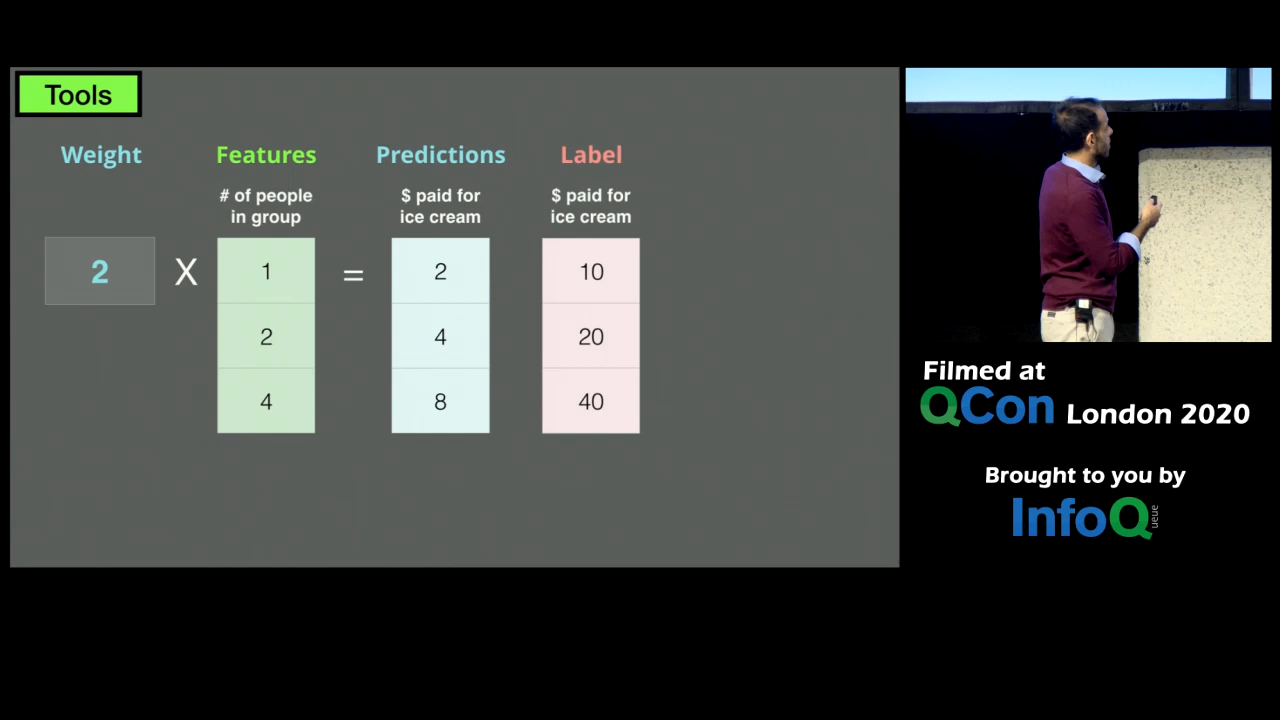 Tools
Weight
Features
Predictions
Label
# of people
in group
$ paid for
ice cream
$ paid for
ice cream
2
X
1
=
2
10
2
4
20
4
8
40
Filmed at
QCon London 2020
Brought to you by
InfoQueue